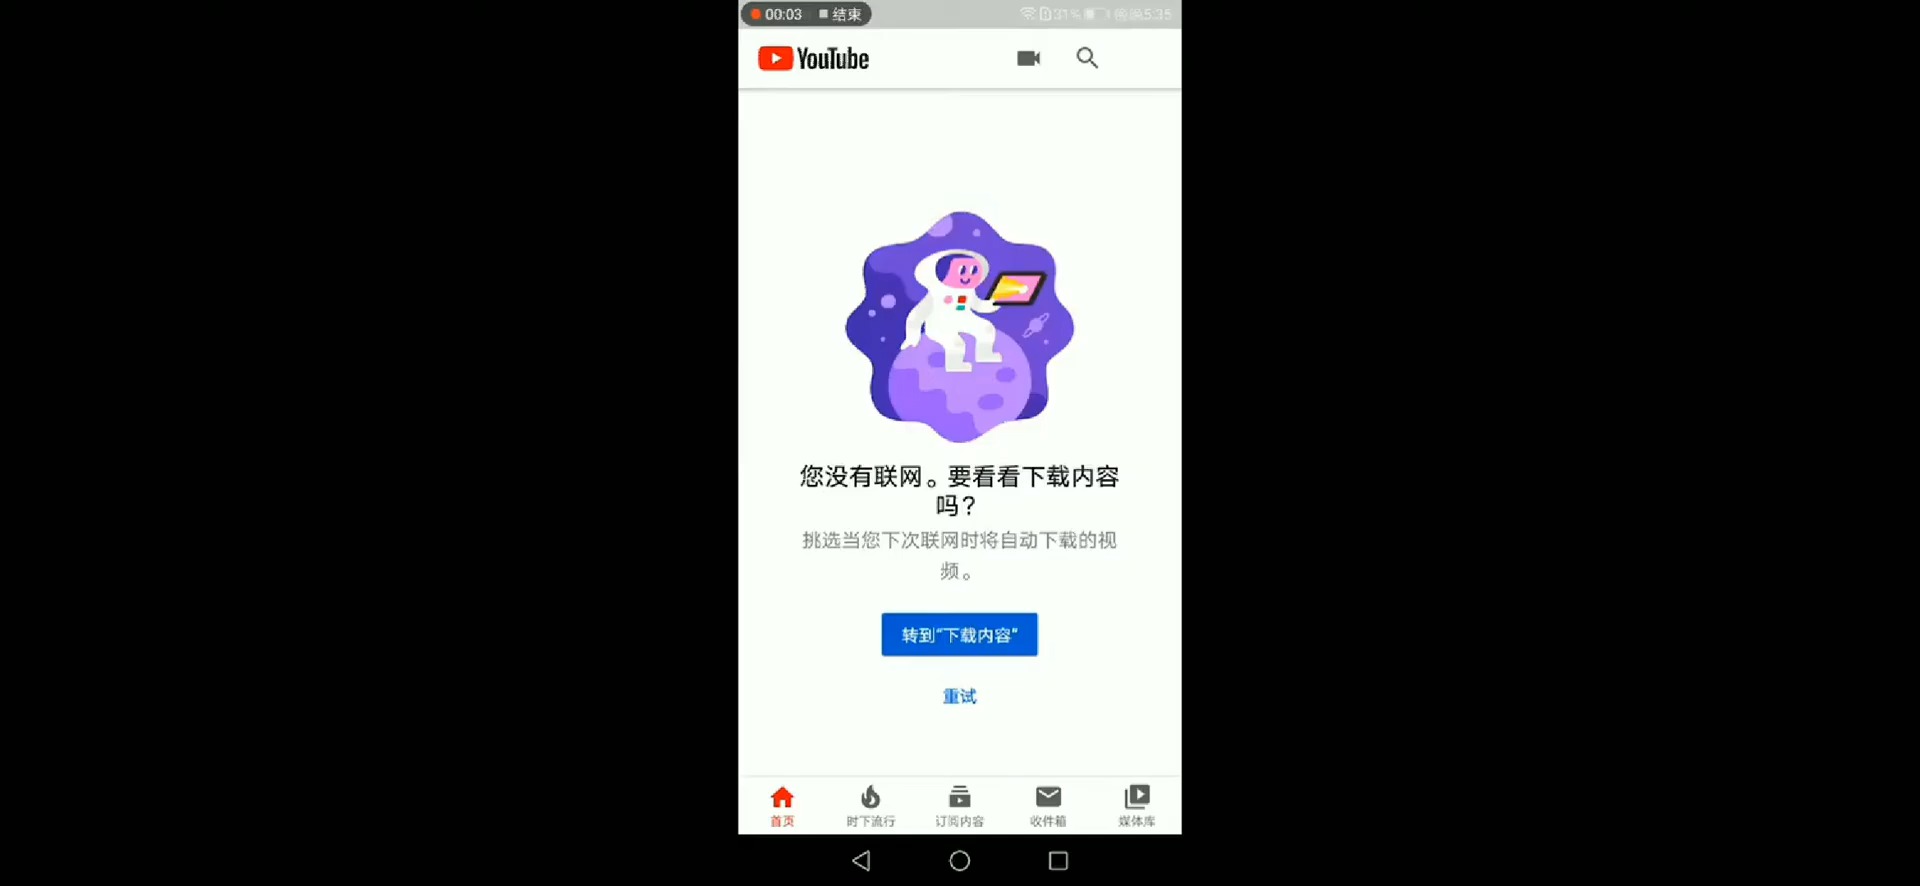 00:03 结束
31% 5:35
YouTube
您没有联网。要看看下载内容
吗？
挑选当您下次联网时将自动下载的视
频。
转到“下载内容”
重试
首页 时下流行 订阅内容 收件箱 媒体库